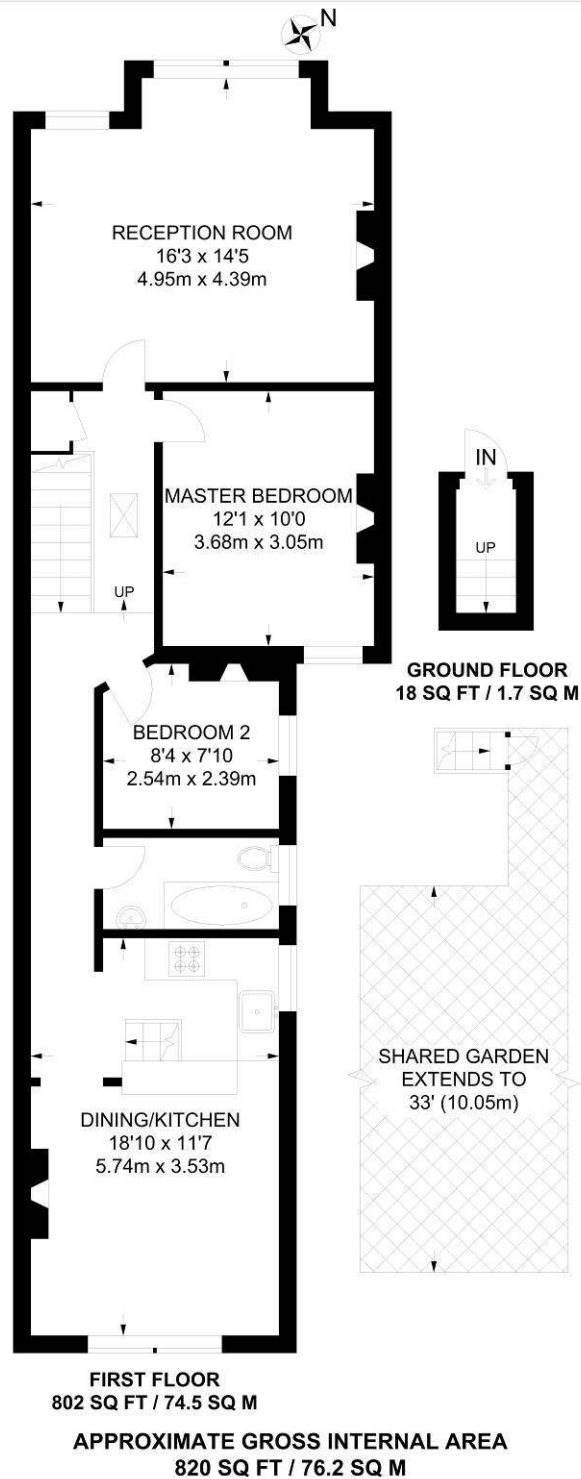 N
RECEPTION ROOM
16'3 x 14'5
4.95m x 4.39m
MASTER BEDROOM
12'1 x 10'0
3.68m x 3.05m
IN
UP
UP
GROUND FLOOR
18 SQ FT / 1.7 SQ M
BEDROOM 2
8'4 x 7'10
2.54m x 2.39m
SHARED GARDEN
EXTENDS TO
33' (10.05m)
DINING/KITCHEN
18'10 x 11'7
5.74m x 3.53m
FIRST FLOOR
802 SQ FT / 74.5 SQ M
APPROXIMATE GROSS INTERNAL AREA
820 SQ FT / 76.2 SQ M